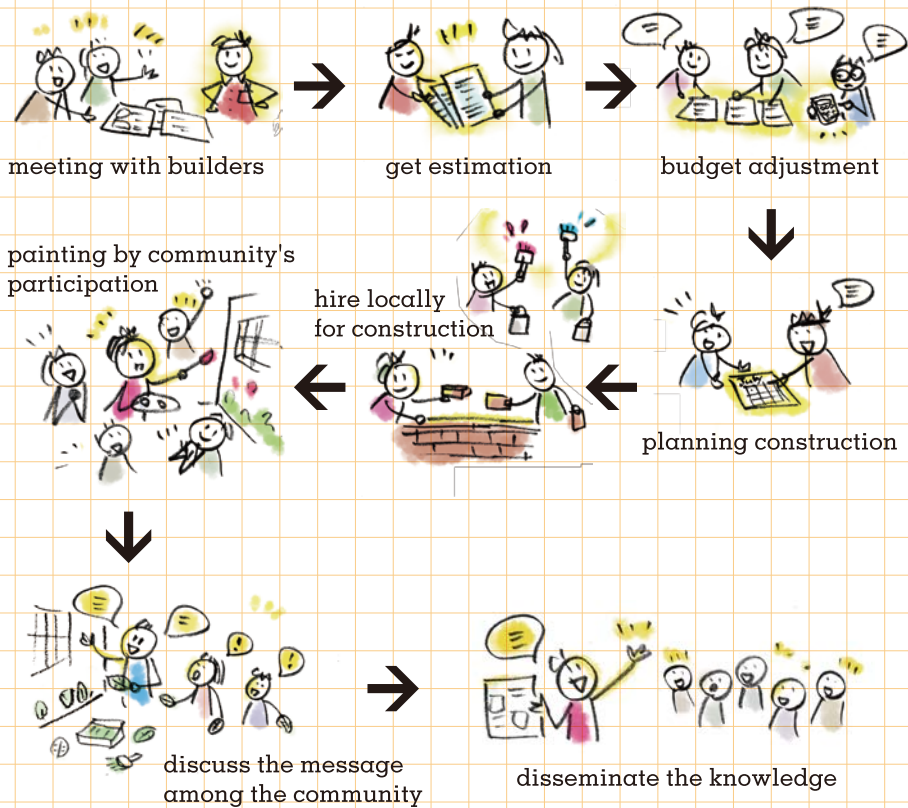 meeting with builders
get estimation
budget adjustment
planning construction
hire locally
for construction
painting by community's
participation
discuss the message
among the community
disseminate the knowledge